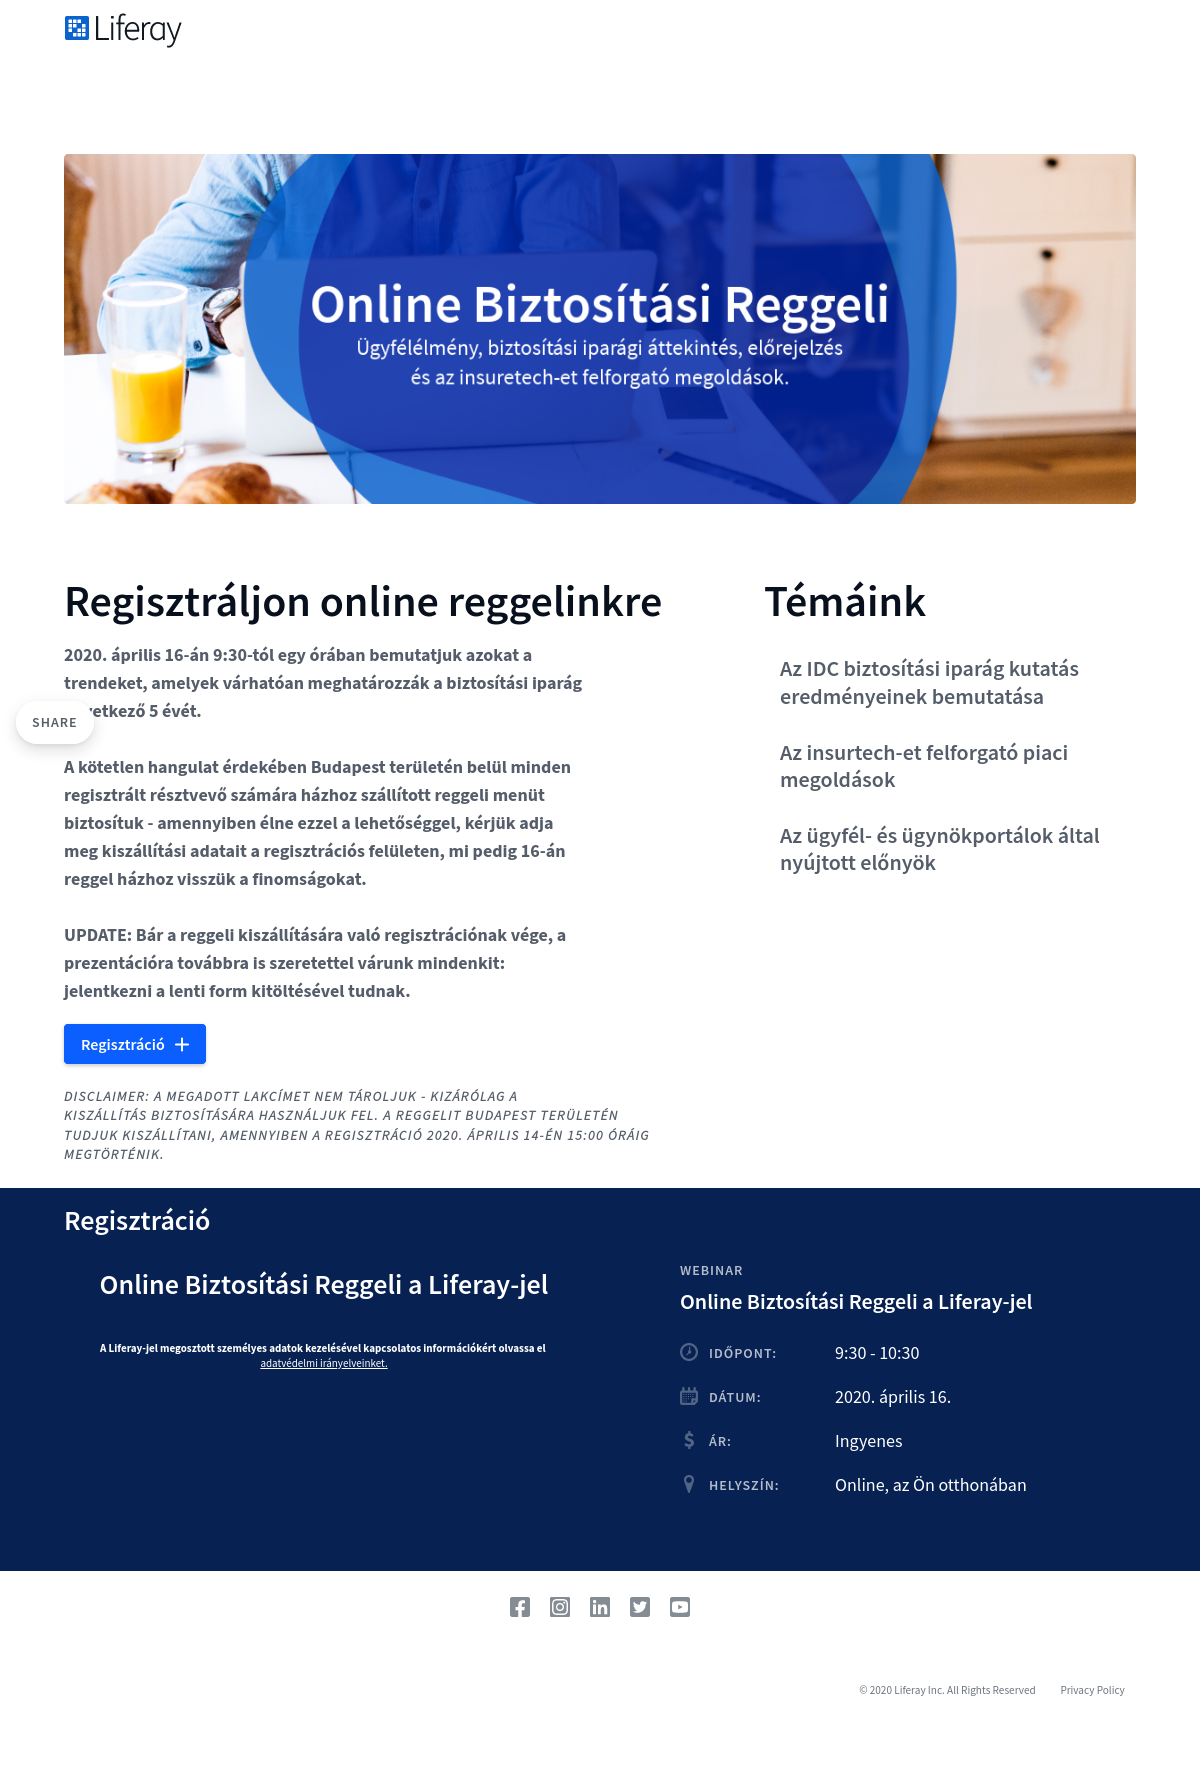 Liferay
Online Biztosítási Reggeli
Ügyfélélmény, biztosítási iparági áttekintés, előrejelzés
és az insuretech-et felforgató megoldások.
Regisztráljon online reggelinkre
2020. április 16-án 9:30-tól egy órában bemutatjuk azokat a
trendeket, amelyek várhatóan meghatározzák a biztosítási iparág
vetkező 5 évét.
SHARE
A kötetlen hangulat érdekében Budapest területén belül minden
regisztrált résztvevő számára házhoz szállított reggeli menüt
biztosítuk - amennyiben élne ezzel a lehetőséggel, kérjük adja
meg kiszállítási adatait a regisztrációs felületen, mi pedig 16-án
reggel házhoz visszük a finomságokat.
UPDATE: Bár a reggeli kiszállítására való regisztrációnak vége, a
prezentációra továbbra is szeretettel várunk mindenkit:
jelentkezni a lenti form kitöltésével tudnak.
Regisztráció
DISCLAIMER: A MEGADOTT LAKCÍMET NEM TÁROLJUK - KIZÁRÓLAG A
KISZÁLLÍTÁS BIZTOSÍTÁSÁRA HASZNÁLJUK FEL. A REGGELIT BUDAPEST TERÜLETÉN
TUDJUK KISZÁLLÍTANI, AMENNYIBEN A REGISZTRÁCIÓ 2020. ÁPRILIS 14-ÉN 15:00 ÓRÁIG
MEGTÖRTÉNIK.
Témáink
Az IDC biztosítási iparág kutatás
eredményeinek bemutatása
Az insurtech-et felforgató piaci
megoldások
Az ügyfél- és ügynökportálok által
nyújtott előnyök
Regisztráció
Online Biztosítási Reggeli a Liferay-jel
A Liferay-jel megosztott személyes adatok kezelésével kapcsolatos információkért olvassa el
adatvédelmi irányelveinket.
WEBINAR
Online Biztosítási Reggeli a Liferay-jel
IDŐPONT: 9:30 - 10:30
DÁTUM: 2020. április 16.
ÁR: Ingyenes
HELYSZÍN: Online, az Ön otthonában
© 2020 Liferay Inc. All Rights Reserved Privacy Policy